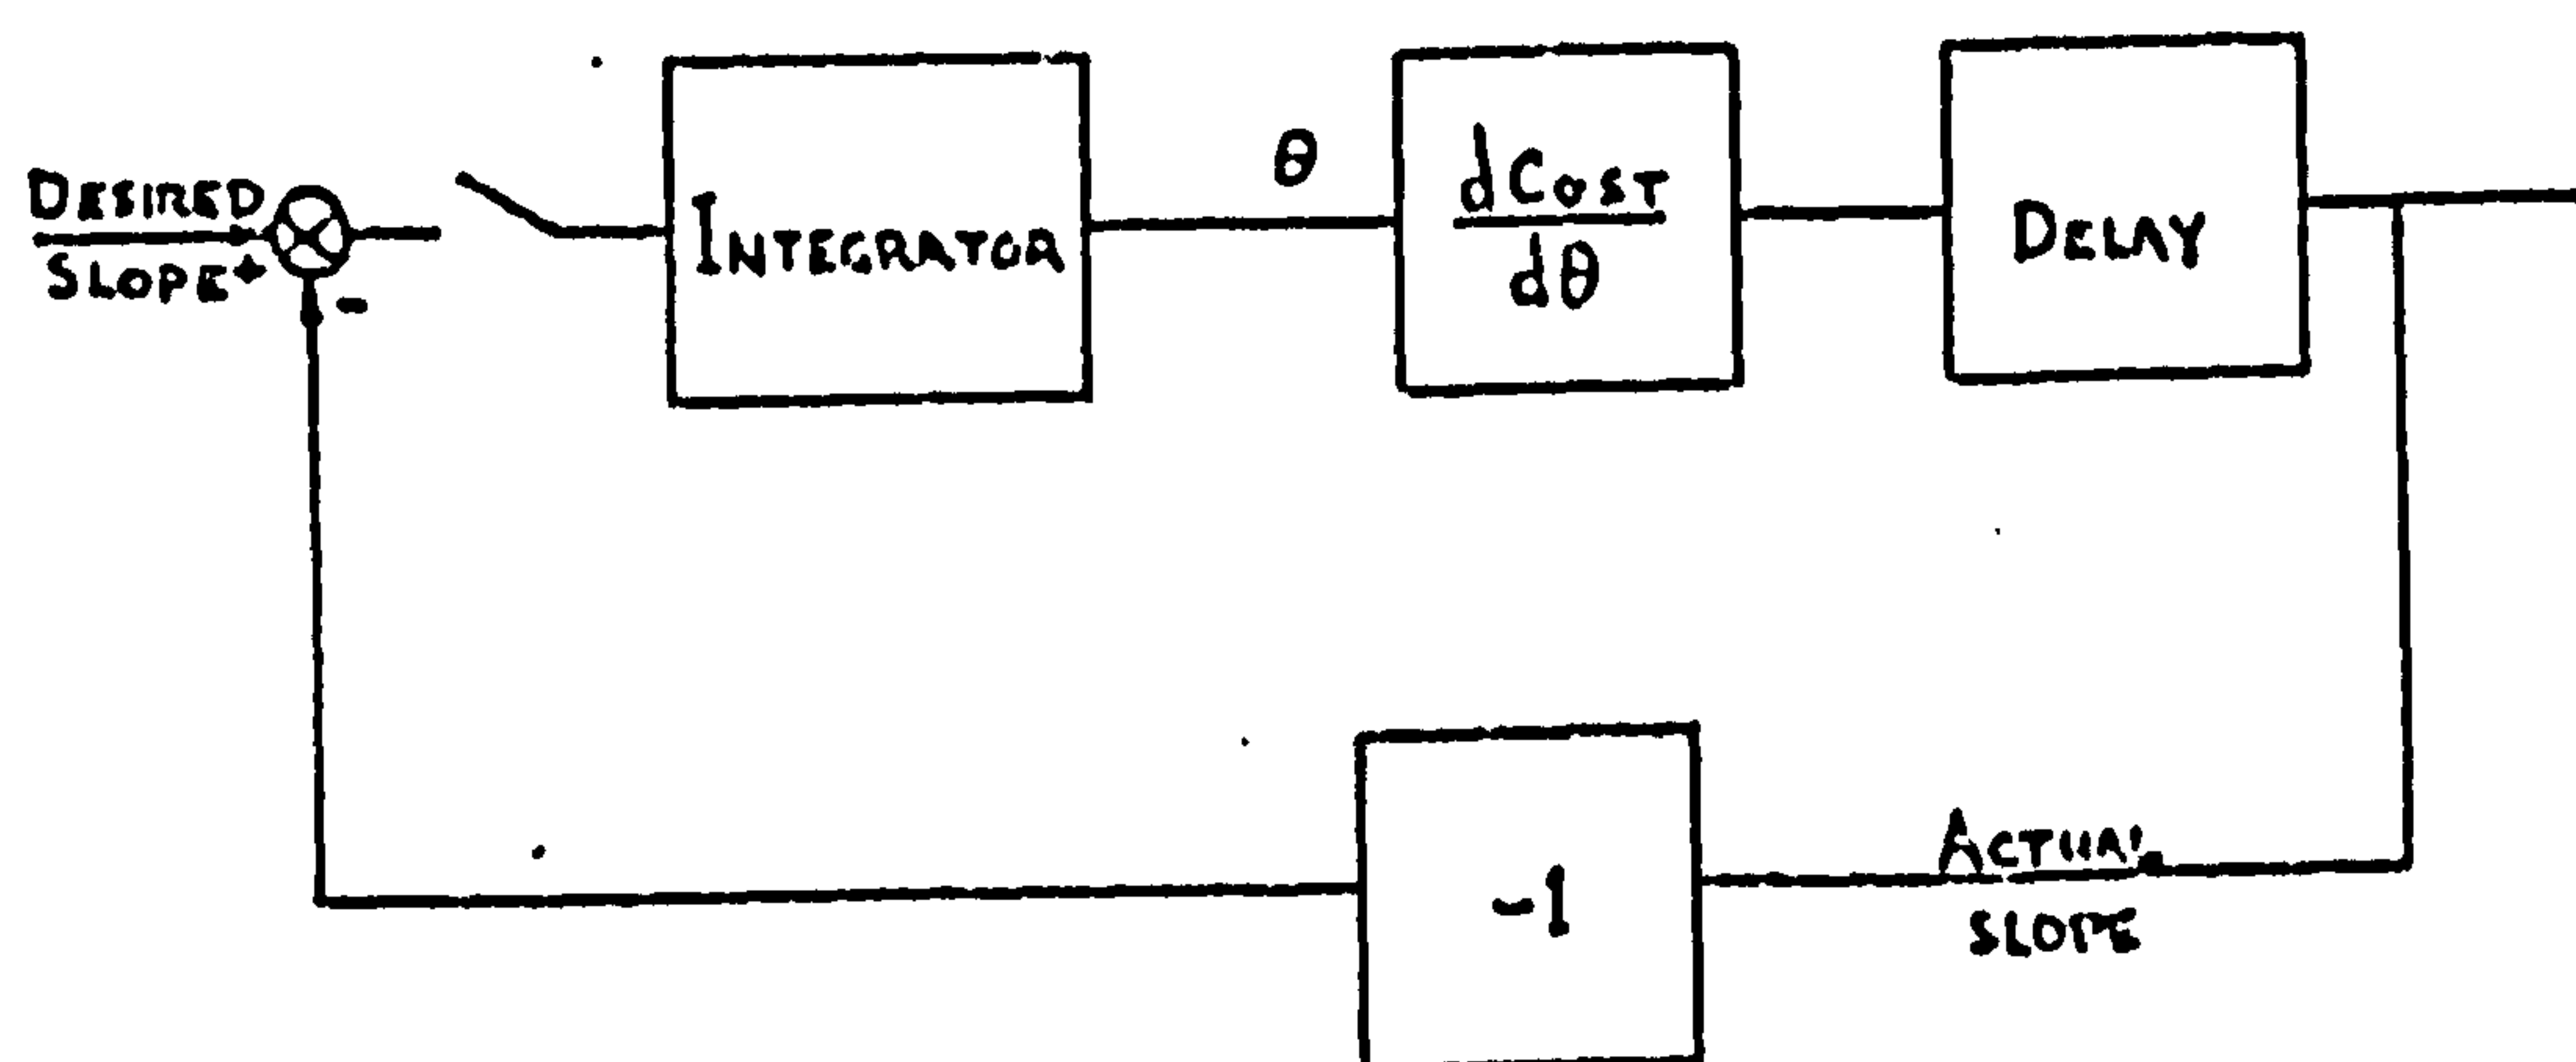 DESIRED
SLOPE +
-
INTEGRATOR
θ
dCOST
dθ
DELAY
-1
ACTUAL
SLOPE